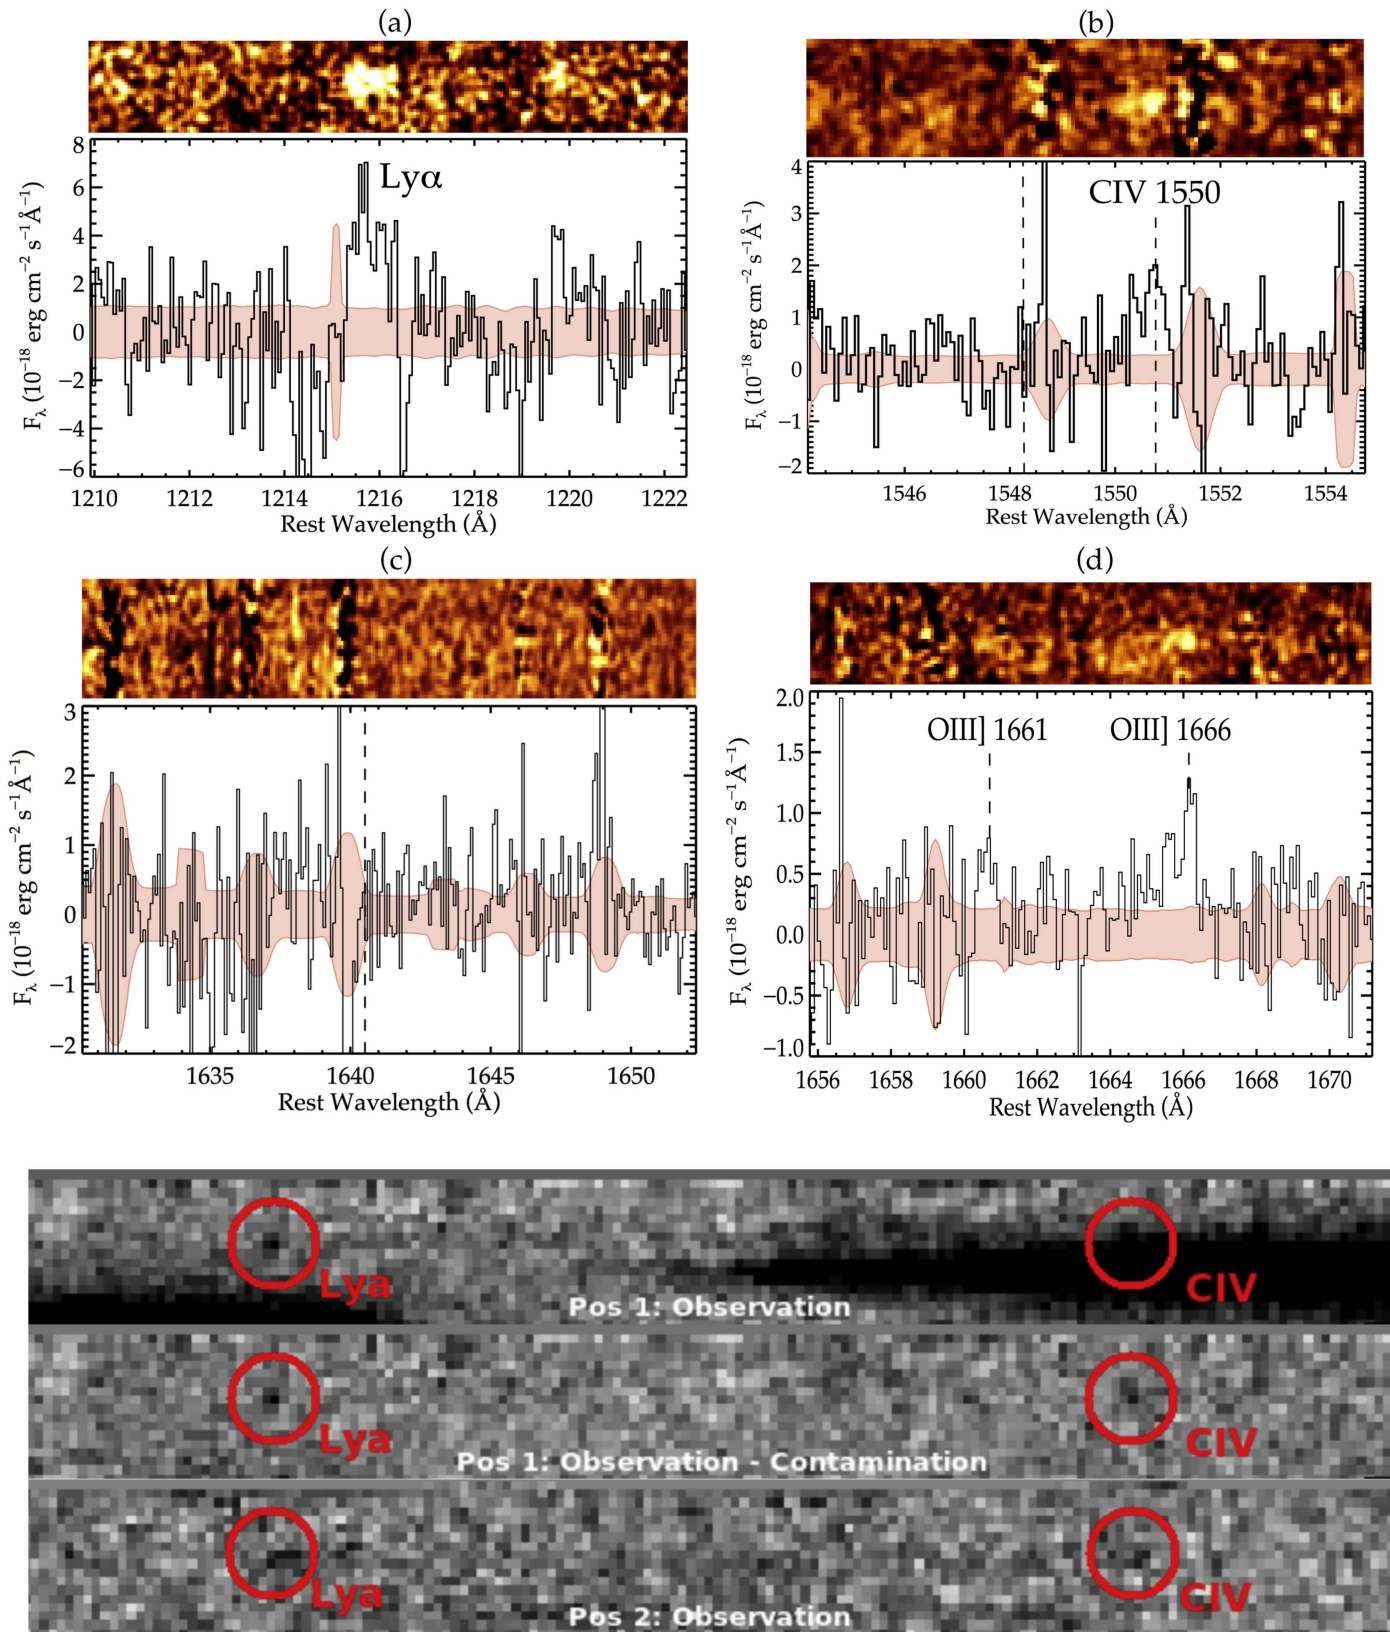 (a)
8
6
4
2
0
−2
−4
−6
Lyα
F_λ (10⁻¹⁸ erg cm⁻² s⁻¹Å⁻¹)
1210 1212 1214 1216 1218 1220 1222
Rest Wavelength (Å)
(b)
4
3
2
1
0
−1
−2
CIV 1550
F_λ (10⁻¹⁸ erg cm⁻² s⁻¹Å⁻¹)
1546 1548 1550 1552 1554
Rest Wavelength (Å)
(c)
3
2
1
0
−1
−2
F_λ (10⁻¹⁸ erg cm⁻² s⁻¹Å⁻¹)
1635 1640 1645 1650
Rest Wavelength (Å)
(d)
2.0
1.5
1.0
0.5
0.0
−0.5
−1.0
OIII] 1661 OIII] 1666
F_λ (10⁻¹⁸ erg cm⁻² s⁻¹Å⁻¹)
1656 1658 1660 1662 1664 1666 1668 1670
Rest Wavelength (Å)
Lya CIV
Pos 1: Observation
Lya CIV
Pos 1: Observation - Contamination
Lya CIV
Pos 2: Observation